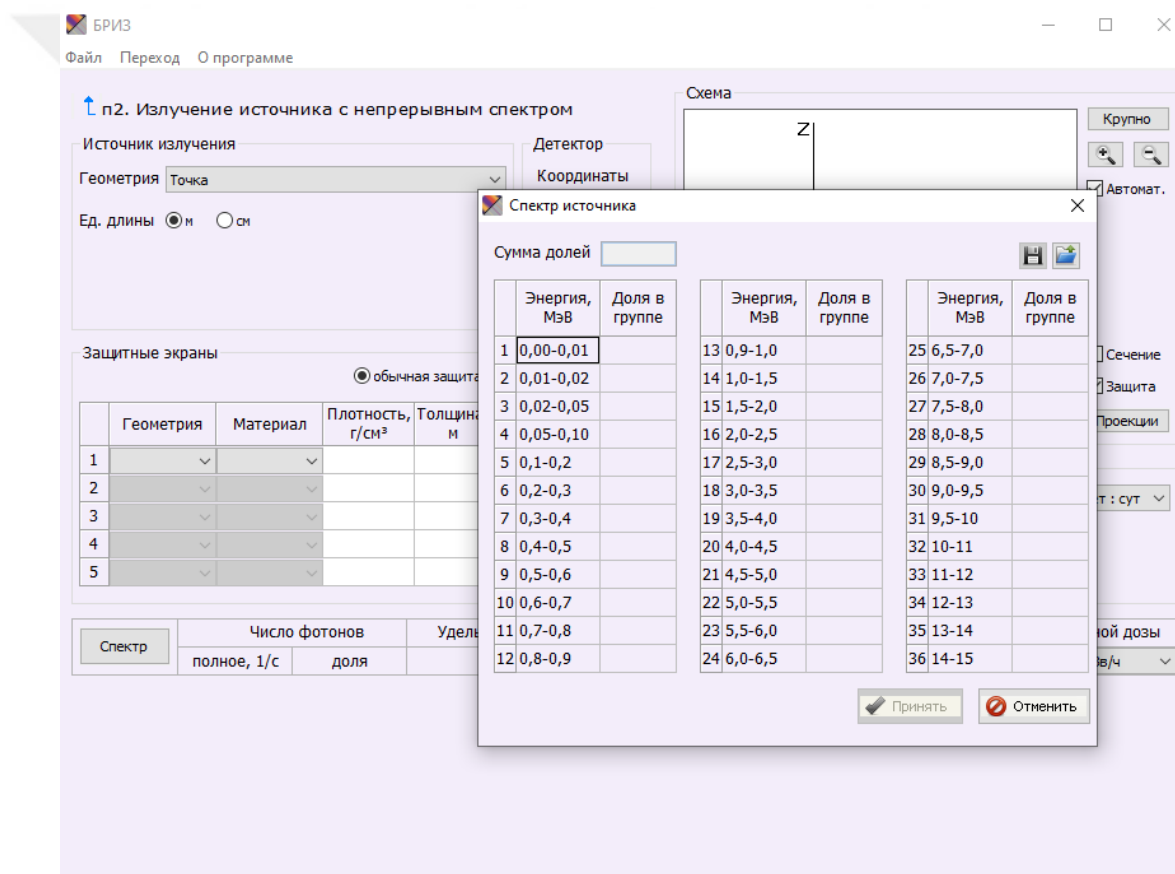 БРИЗ
Файл Переход О программе
п2. Излучение источника с непрерывным спектром
Источник излучения
Геометрия Точка
Ед. длины м см
Детектор
Координаты
Схема
Z
Крупно
Автомат.
Сечение
Защита
Проекции
т : сут
Защитные экраны
обычная защита
Геометрия Материал Плотность, г/см³ Толщина м
1
2
3
4
5
Спектр
Число фотонов
полное, 1/с доля
Удель
ной дозы
Зв/ч
Спектр источника
Сумма долей
Энергия, МэВ Доля в группе Энергия, МэВ Доля в группе Энергия, МэВ Доля в группе
1 0,00-0,01 13 0,9-1,0 25 6,5-7,0
2 0,01-0,02 14 1,0-1,5 26 7,0-7,5
3 0,02-0,05 15 1,5-2,0 27 7,5-8,0
4 0,05-0,10 16 2,0-2,5 28 8,0-8,5
5 0,1-0,2 17 2,5-3,0 29 8,5-9,0
6 0,2-0,3 18 3,0-3,5 30 9,0-9,5
7 0,3-0,4 19 3,5-4,0 31 9,5-10
8 0,4-0,5 20 4,0-4,5 32 10-11
9 0,5-0,6 21 4,5-5,0 33 11-12
10 0,6-0,7 22 5,0-5,5 34 12-13
11 0,7-0,8 23 5,5-6,0 35 13-14
12 0,8-0,9 24 6,0-6,5 36 14-15
Принять Отменить